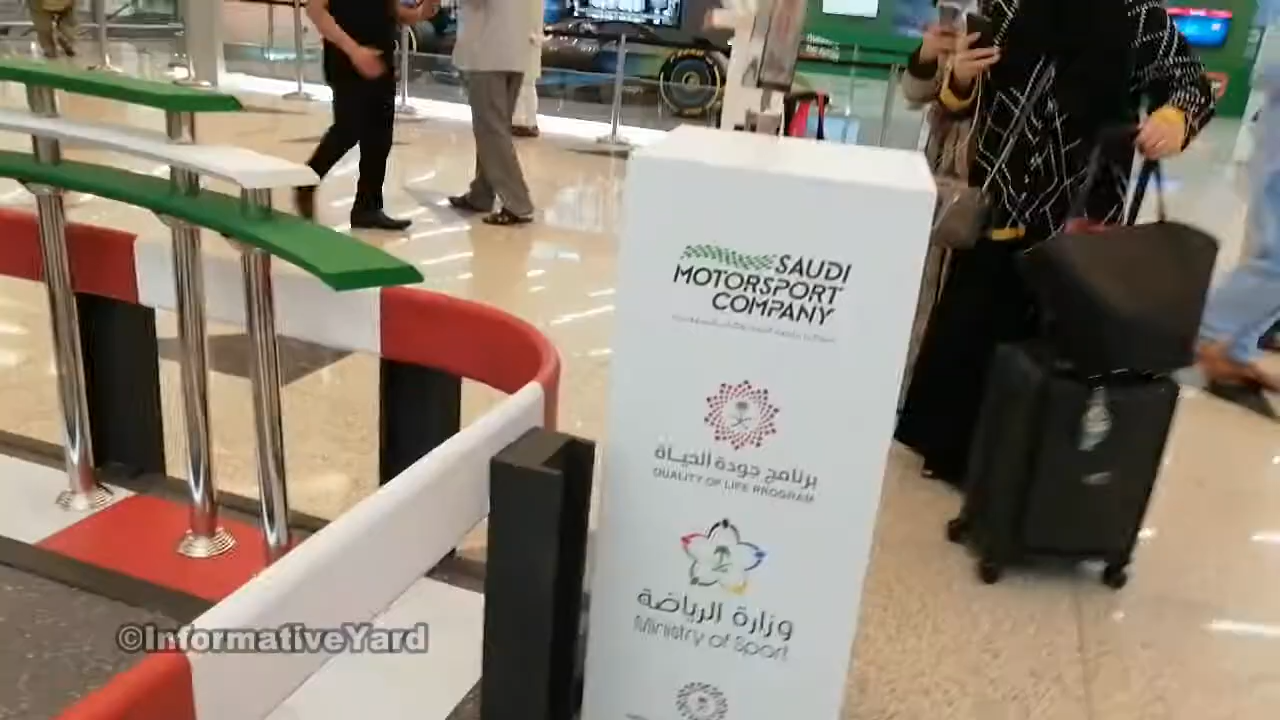 SAUDI
MOTORSPORT
COMPANY
برنامج جودة الحياة
QUALITY OF LIFE PROGRAM
وزارة الرياضة
Ministry of Sport
©InformativeYard